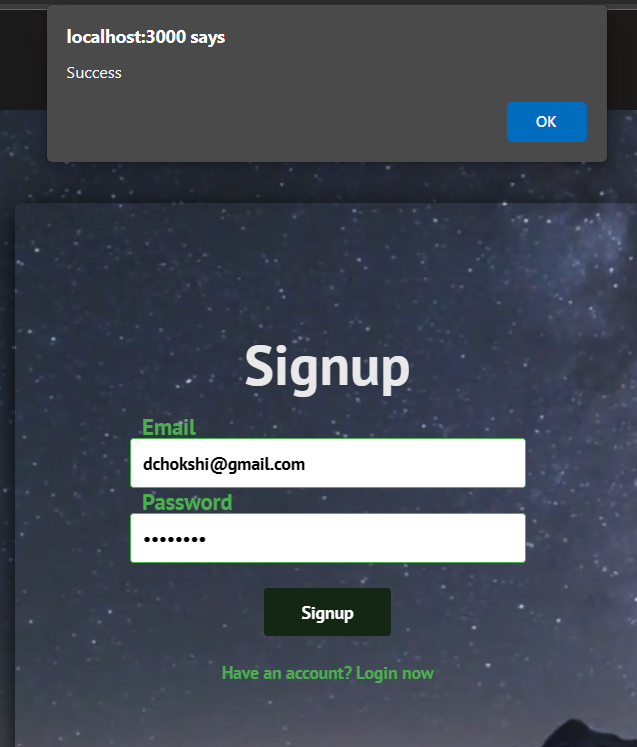 localhost:3000 says
Success
OK
Signup
Email
dchokshi@gmail.com
Password
••••••••
Signup
Have an account? Login now